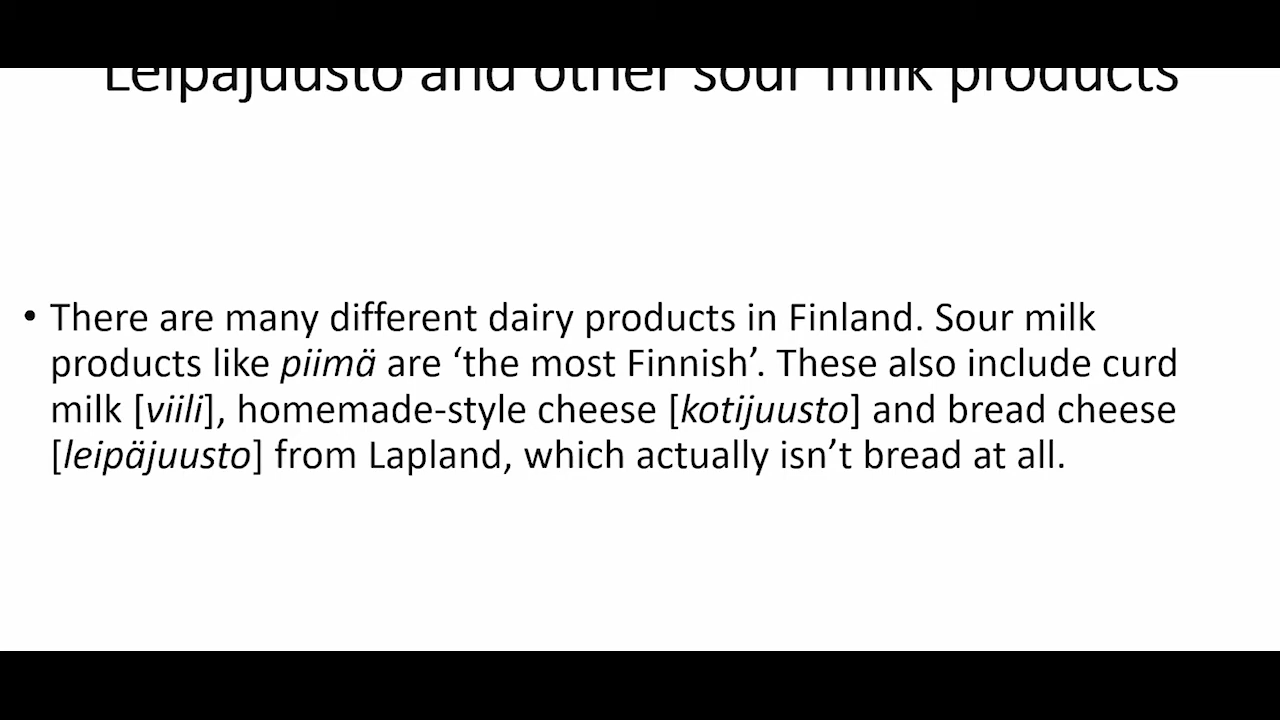 Leipäjuusto and other sour milk products
• There are many different dairy products in Finland. Sour milk
products like piimä are ‘the most Finnish’. These also include curd
milk [viili], homemade-style cheese [kotijuusto] and bread cheese
[leipäjuusto] from Lapland, which actually isn’t bread at all.